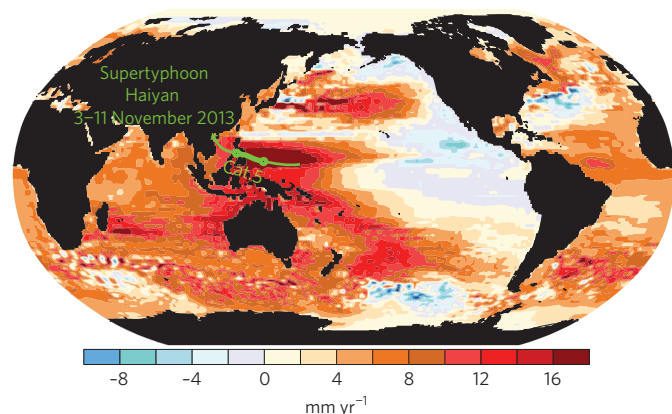 Supertyphoon
Haiyan
3–11 November 2013
Cat. 5
-8 -4 0 4 8 12 16
mm yr⁻¹